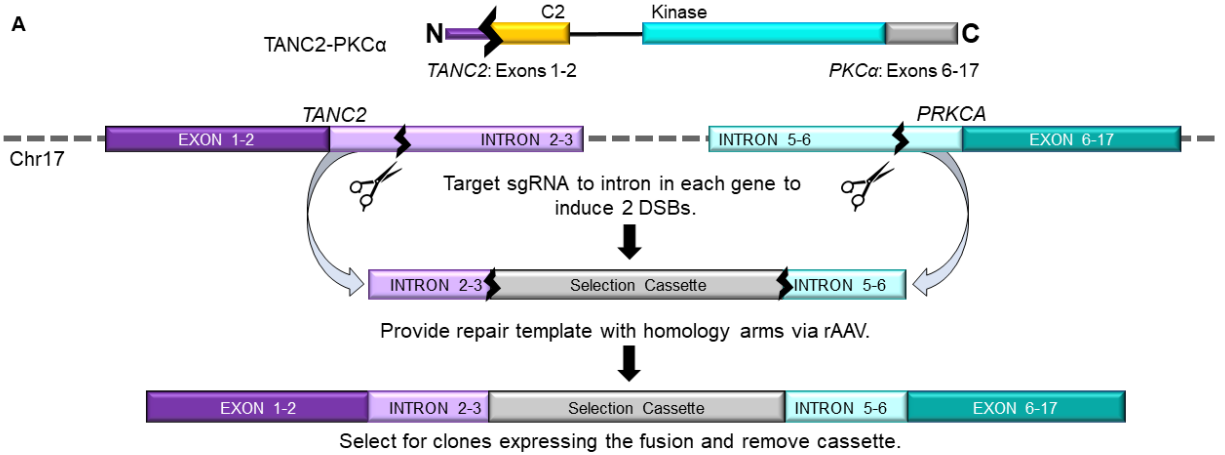 A
C2 Kinase
TANC2-PKCα N C
TANC2: Exons 1-2 PKCα: Exons 6-17
TANC2 PRKCA
EXON 1-2 INTRON 2-3 INTRON 5-6 EXON 6-17
Chr17
Target sgRNA to intron in each gene to
induce 2 DSBs.
INTRON 2-3 Selection Cassette INTRON 5-6
Provide repair template with homology arms via rAAV.
EXON 1-2 INTRON 2-3 Selection Cassette INTRON 5-6 EXON 6-17
Select for clones expressing the fusion and remove cassette.